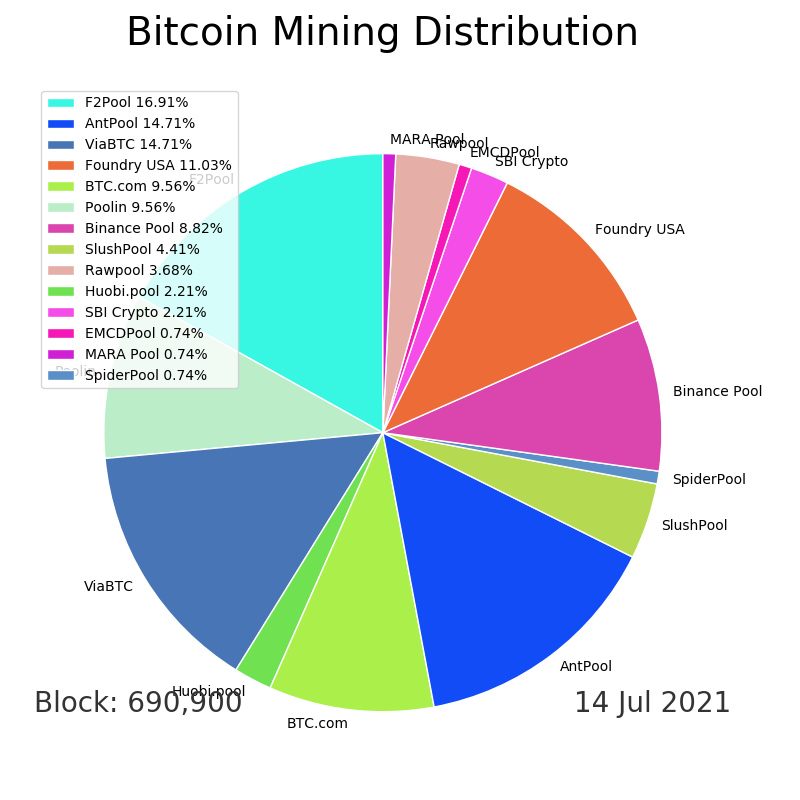 Bitcoin Mining Distribution
F2Pool 16.91%
AntPool 14.71%
ViaBTC 14.71%
Foundry USA 11.03%
BTC.com 9.56%
Poolin 9.56%
Binance Pool 8.82%
SlushPool 4.41%
Rawpool 3.68%
Huobi.pool 2.21%
SBI Crypto 2.21%
EMCDPool 0.74%
MARA Pool 0.74%
SpiderPool 0.74%
MARA Pool
Rawpool
EMCDPool
SBI Crypto
F2Pool
Foundry USA
Poolin
Binance Pool
SpiderPool
SlushPool
ViaBTC
AntPool
Huobi.pool
BTC.com
Block: 690,900
14 Jul 2021